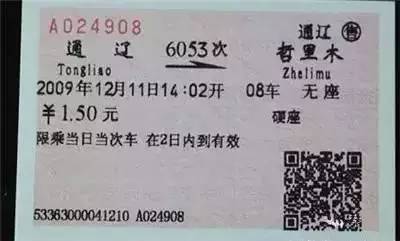 A024908 通辽 售
通辽 6053次 哲里木
Tongliao Zhelimu
2009年12月11日14:02开 08车 无座
￥1.50元 硬座
限乘当日当次车 在2日内到有效
53363000041210 A024908